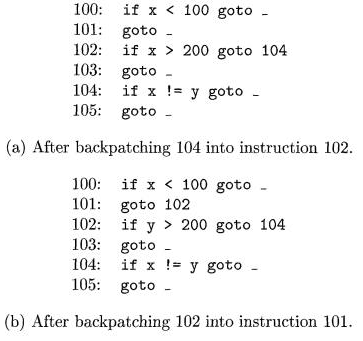 100: if x < 100 goto _
101: goto _
102: if x > 200 goto 104
103: goto _
104: if x != y goto _
105: goto _
(a) After backpatching 104 into instruction 102.
100: if x < 100 goto _
101: goto 102
102: if y > 200 goto 104
103: goto _
104: if x != y goto _
105: goto _
(b) After backpatching 102 into instruction 101.